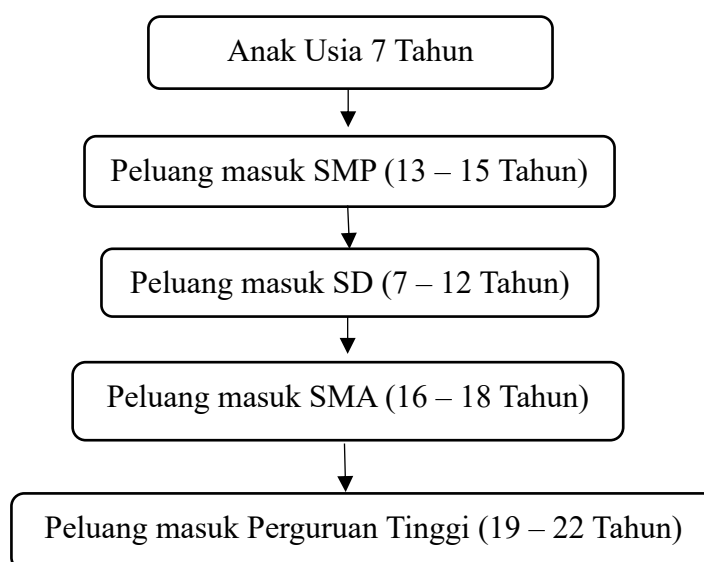 Anak Usia 7 Tahun
Peluang masuk SMP (13 – 15 Tahun)
Peluang masuk SD (7 – 12 Tahun)
Peluang masuk SMA (16 – 18 Tahun)
Peluang masuk Perguruan Tinggi (19 – 22 Tahun)